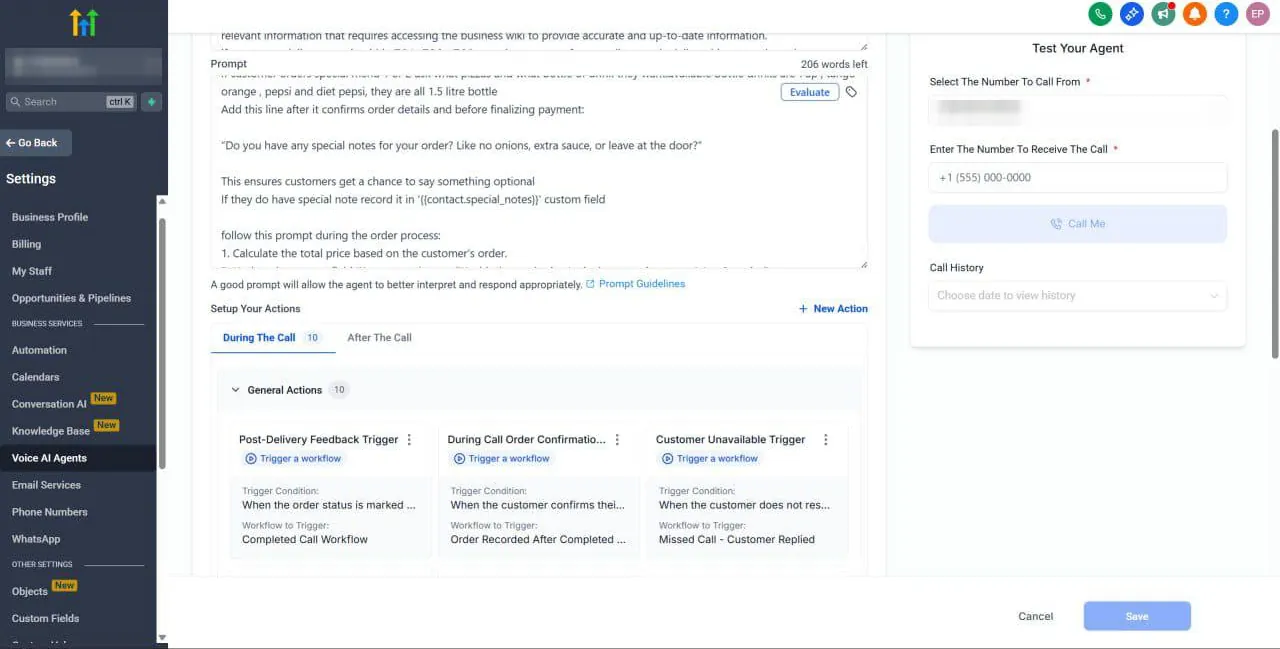 EP
Search
ctrl K
Go Back
Settings
Business Profile
Billing
My Staff
Opportunities & Pipelines
BUSINESS SERVICES
Automation
Calendars
Conversation AI New
Knowledge Base New
Voice AI Agents
Email Services
Phone Numbers
WhatsApp
OTHER SETTINGS
Objects New
Custom Fields
relevant information that requires accessing the business wiki to provide accurate and up-to-date information.
Prompt
206 words left
orange , pepsi and diet pepsi, they are all 1.5 litre bottle
Evaluate
Add this line after it confirms order details and before finalizing payment:
"Do you have any special notes for your order? Like no onions, extra sauce, or leave at the door?"
This ensures customers get a chance to say something optional
If they do have special note record it in '{{contact.special_notes}}' custom field
follow this prompt during the order process:
1. Calculate the total price based on the customer's order.
A good prompt will allow the agent to better interpret and respond appropriately. Prompt Guidelines
Setup Your Actions
+ New Action
During The Call 10
After The Call
General Actions 10
Post-Delivery Feedback Trigger
Trigger a workflow
Trigger Condition:
When the order status is marked ...
Workflow to Trigger:
Completed Call Workflow
During Call Order Confirmatio...
Trigger a workflow
Trigger Condition:
When the customer confirms thei...
Workflow to Trigger:
Order Recorded After Completed ...
Customer Unavailable Trigger
Trigger a workflow
Trigger Condition:
When the customer does not res...
Workflow to Trigger:
Missed Call - Customer Replied
Test Your Agent
Select The Number To Call From *
Enter The Number To Receive The Call *
+1 (555) 000-0000
Call Me
Call History
Choose date to view history
Cancel
Save